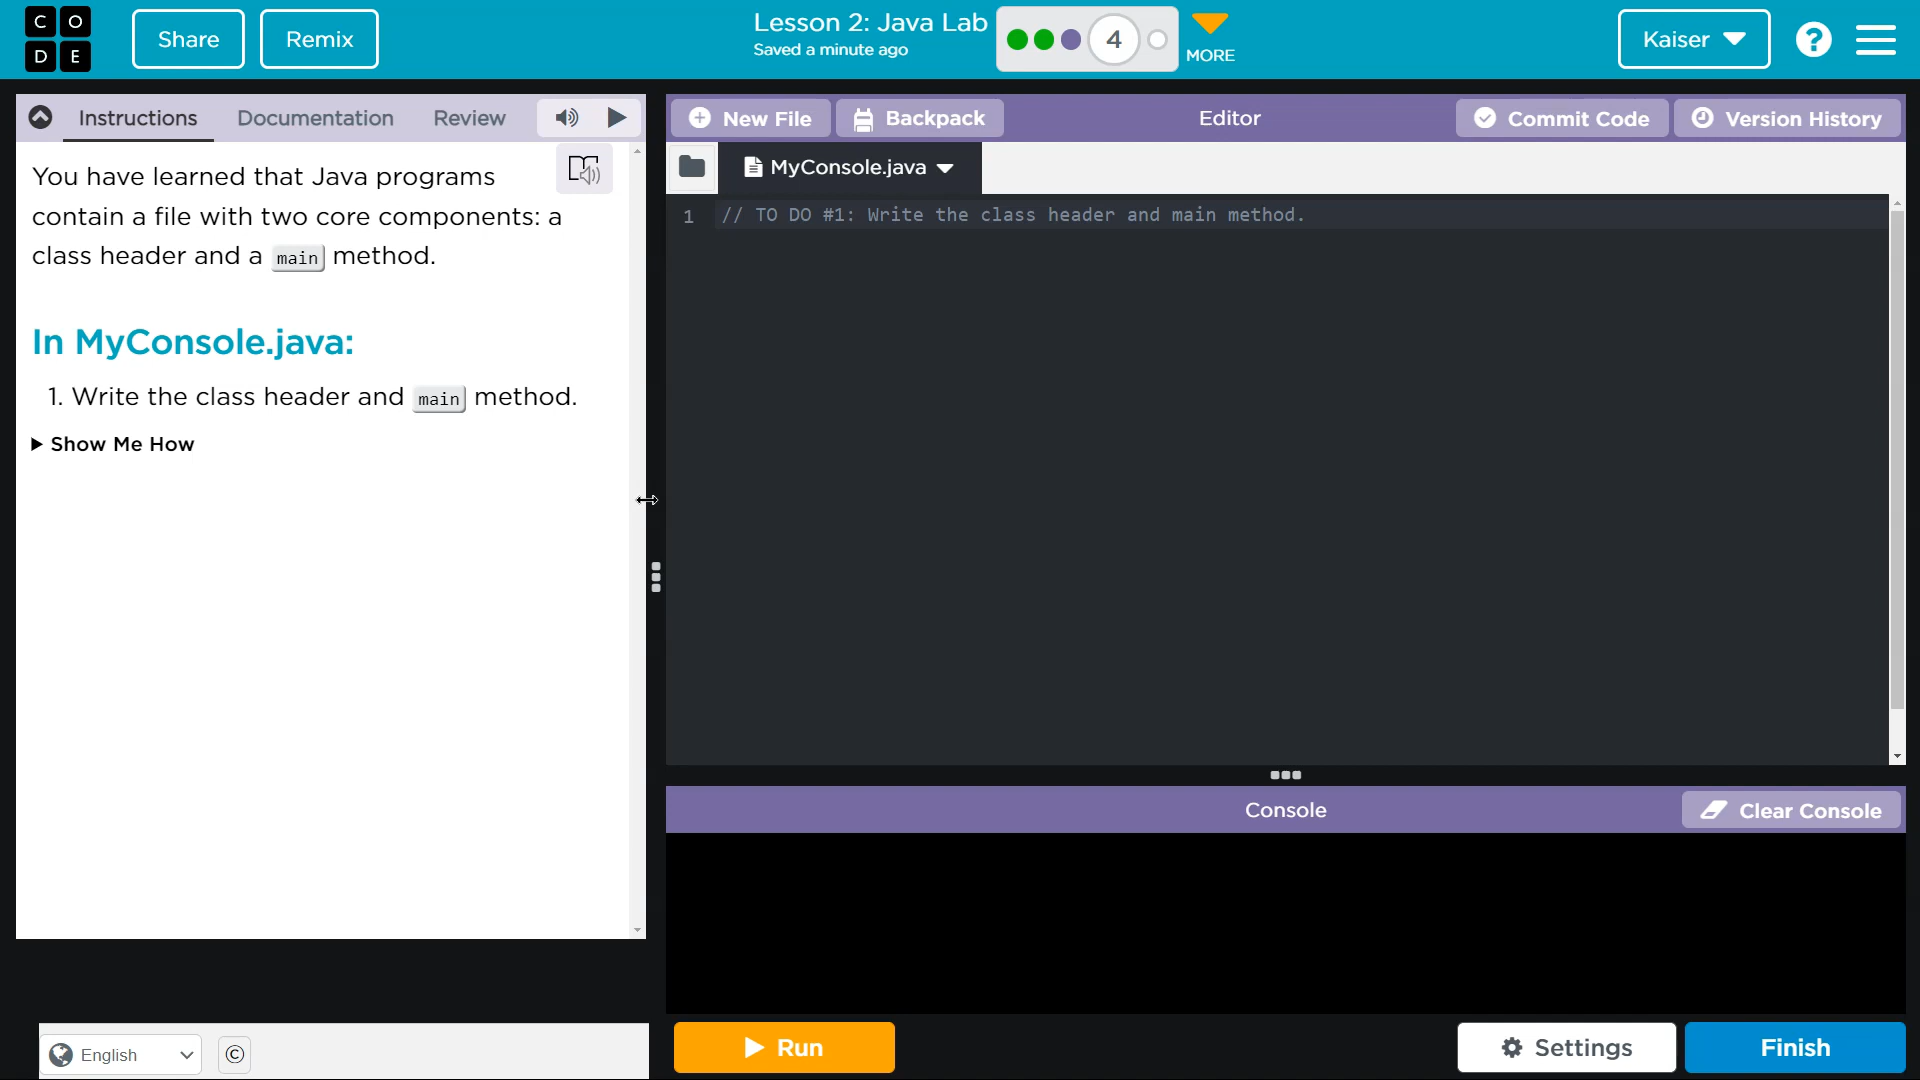 C O
D E
Share
Remix
Lesson 2: Java Lab
Saved a minute ago
4
MORE
Kaiser
?
Instructions
Documentation
Review
New File
Backpack
Editor
Commit Code
Version History
MyConsole.java
1 // TO DO #1: Write the class header and main method.
You have learned that Java programs
contain a file with two core components: a
class header and a main method.
In MyConsole.java:
1. Write the class header and main method.
Show Me How
Console
Clear Console
English
©
Run
Settings
Finish